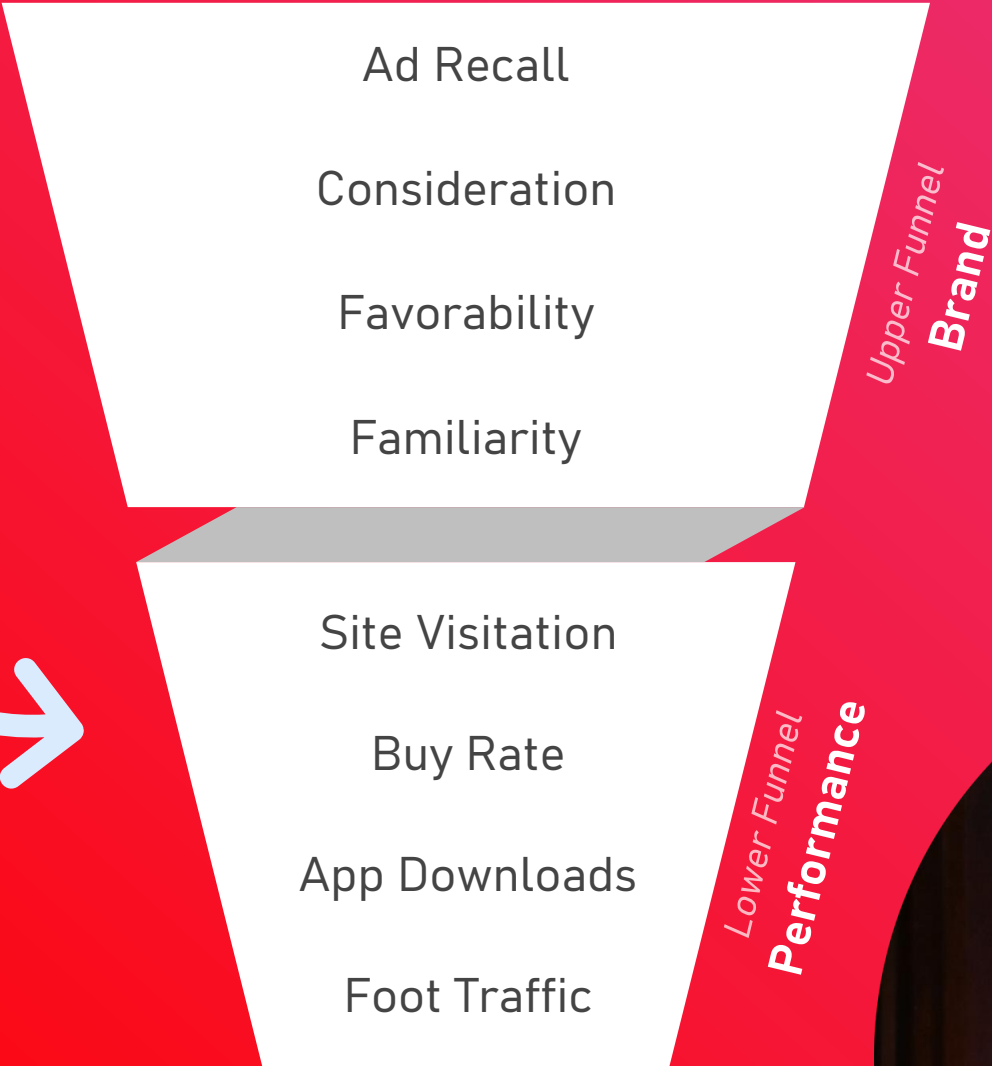 Ad Recall
Consideration
Favorability
Familiarity
Upper Funnel
Brand
Site Visitation
Buy Rate
App Downloads
Foot Traffic
Lower Funnel
Performance